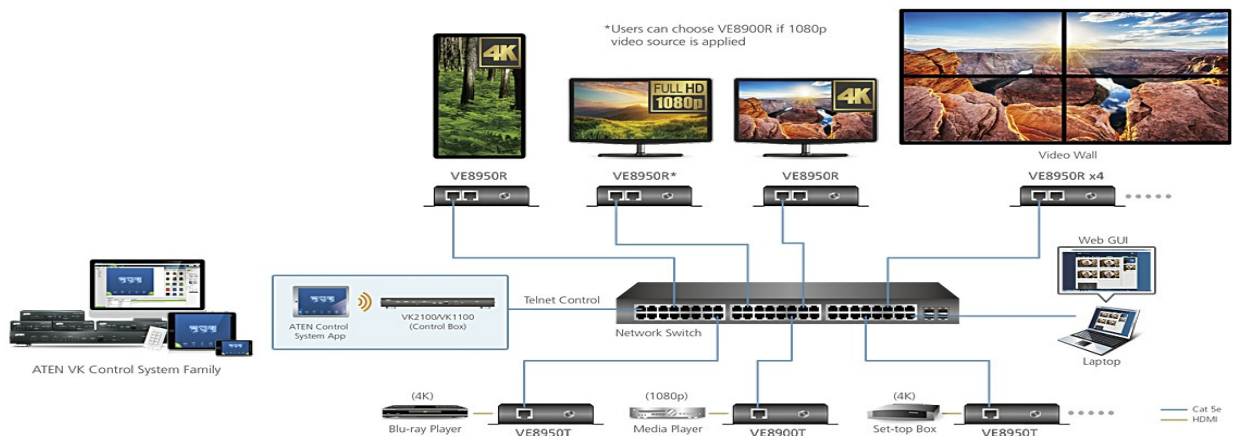 *Users can choose VE8900R if 1080p
video source is applied
4K
FULL HD
1080p
4K
Video Wall
VE8950R
VE8950R*
VE8950R
VE8950R x4
Web GUI
Telnet Control
ATEN Control
System App
VK2100/VK1100
(Control Box)
Network Switch
Laptop
ATEN VK Control System Family
(4K)
(1080p)
(4K)
Blu-ray Player
VE8950T
Media Player
VE8900T
Set-top Box
VE8950T
Cat 5e
HDMI